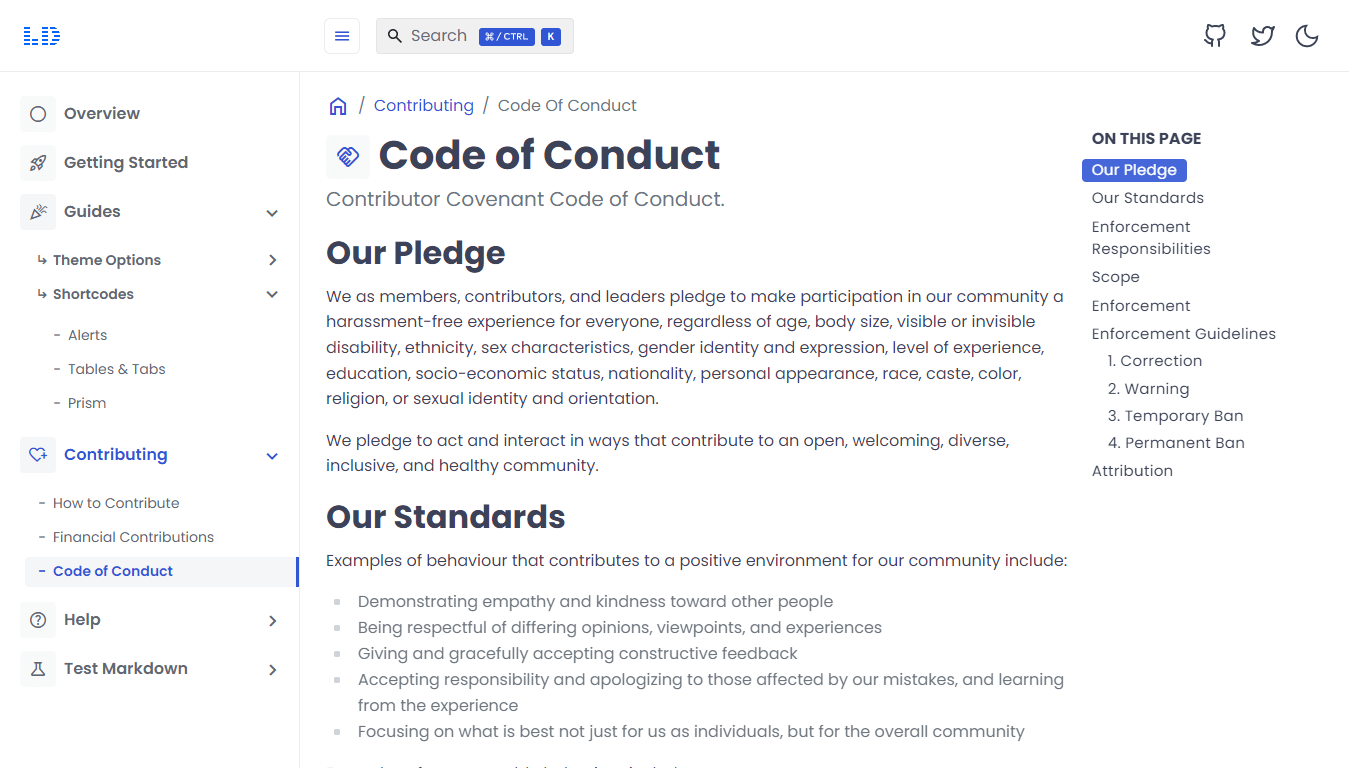 LD
Search ⌘/CTRL K
Overview
Getting Started
Guides
↳ Theme Options
↳ Shortcodes
- Alerts
- Tables & Tabs
- Prism
Contributing
- How to Contribute
- Financial Contributions
- Code of Conduct
Help
Test Markdown
/ Contributing / Code Of Conduct
Code of Conduct
Contributor Covenant Code of Conduct.
Our Pledge
We as members, contributors, and leaders pledge to make participation in our community a
harassment-free experience for everyone, regardless of age, body size, visible or invisible
disability, ethnicity, sex characteristics, gender identity and expression, level of experience,
education, socio-economic status, nationality, personal appearance, race, caste, color,
religion, or sexual identity and orientation.
We pledge to act and interact in ways that contribute to an open, welcoming, diverse,
inclusive, and healthy community.
Our Standards
Examples of behaviour that contributes to a positive environment for our community include:
Demonstrating empathy and kindness toward other people
Being respectful of differing opinions, viewpoints, and experiences
Giving and gracefully accepting constructive feedback
Accepting responsibility and apologizing to those affected by our mistakes, and learning
from the experience
Focusing on what is best not just for us as individuals, but for the overall community
ON THIS PAGE
Our Pledge
Our Standards
Enforcement
Responsibilities
Scope
Enforcement
Enforcement Guidelines
1. Correction
2. Warning
3. Temporary Ban
4. Permanent Ban
Attribution